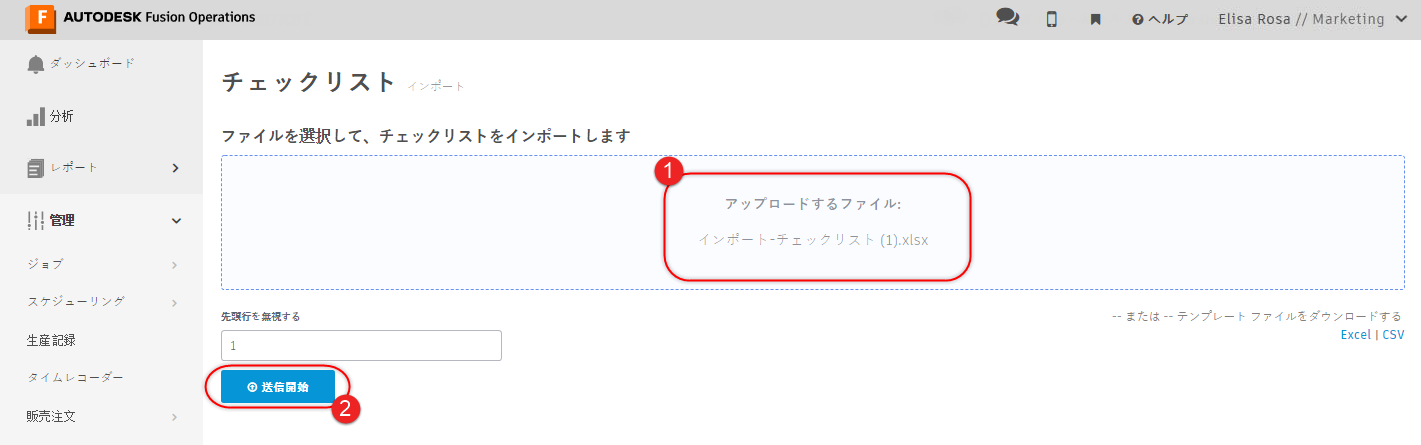 F AUTODESK Fusion Operations
ヘルプ
Elisa Rosa // Marketing
ダッシュボード
分析
レポート
管理
ジョブ
スケジューリング
生産記録
タイムレコーダー
販売注文
チェックリスト インポート
ファイルを選択して、チェックリストをインポートします
1
アップロードするファイル:
インポート-チェックリスト (1).xlsx
先頭行を無視する
1
送信開始
2
-- または -- テンプレート ファイルをダウンロードする
Excel | CSV